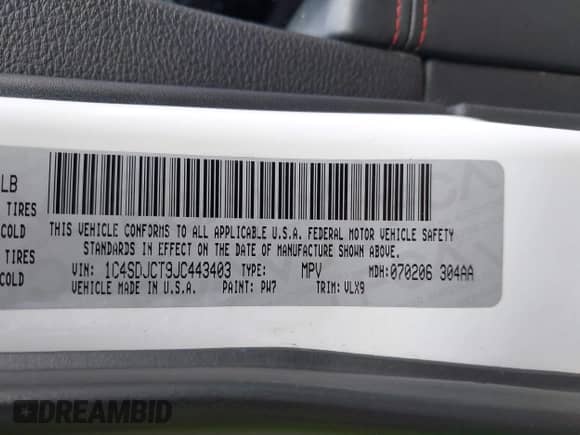 LB
TIRES
COLD
TIRES
COLD
THIS VEHICLE CONFORMS TO ALL APPLICABLE U.S.A. FEDERAL MOTOR VEHICLE SAFETY
STANDARDS IN EFFECT ON THE DATE OF MANUFACTURE SHOWN ABOVE.
VIN: 1C4SDJCT9JC443403 TYPE: MPV MDH:070206 304AA
VEHICLE MADE IN U.S.A. PAINT: PW7 TRIM: VLX9
DREAMBID